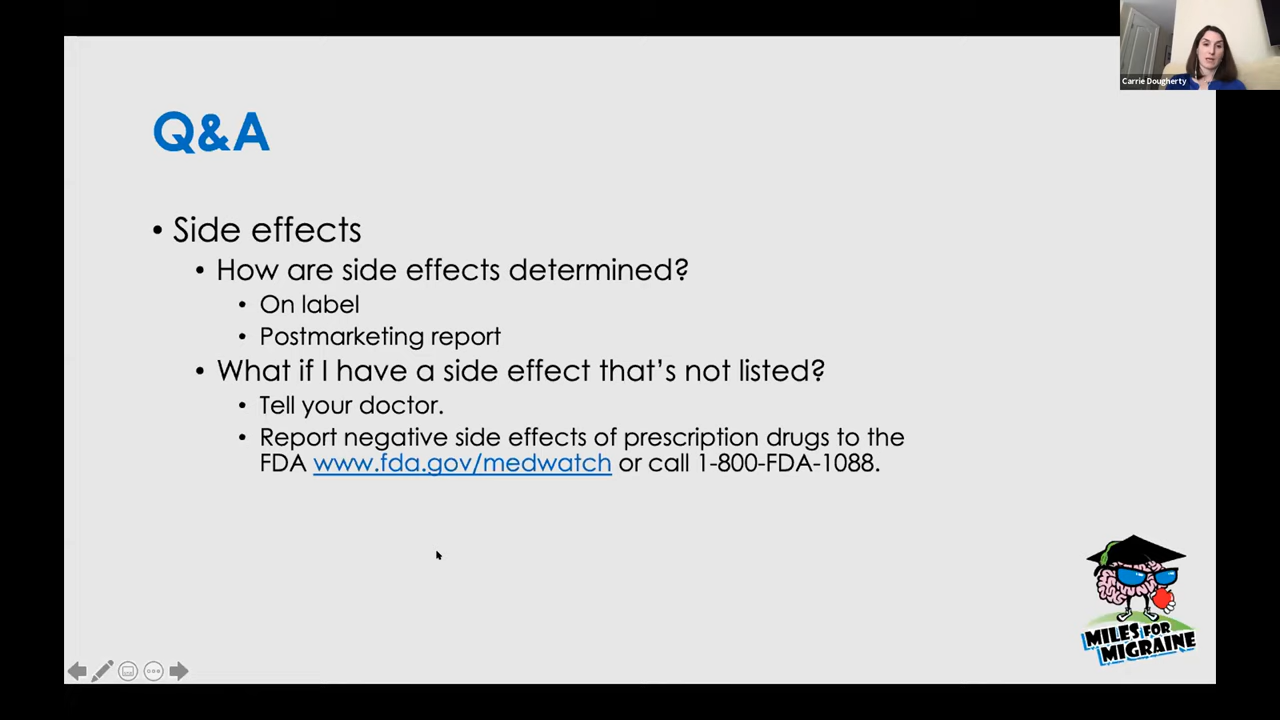 Carrie Dougherty
Q&A
• Side effects
• How are side effects determined?
• On label
• Postmarketing report
• What if I have a side effect that's not listed?
• Tell your doctor.
• Report negative side effects of prescription drugs to the
FDA www.fda.gov/medwatch or call 1-800-FDA-1088.
MILES FOR
MIGRAINE